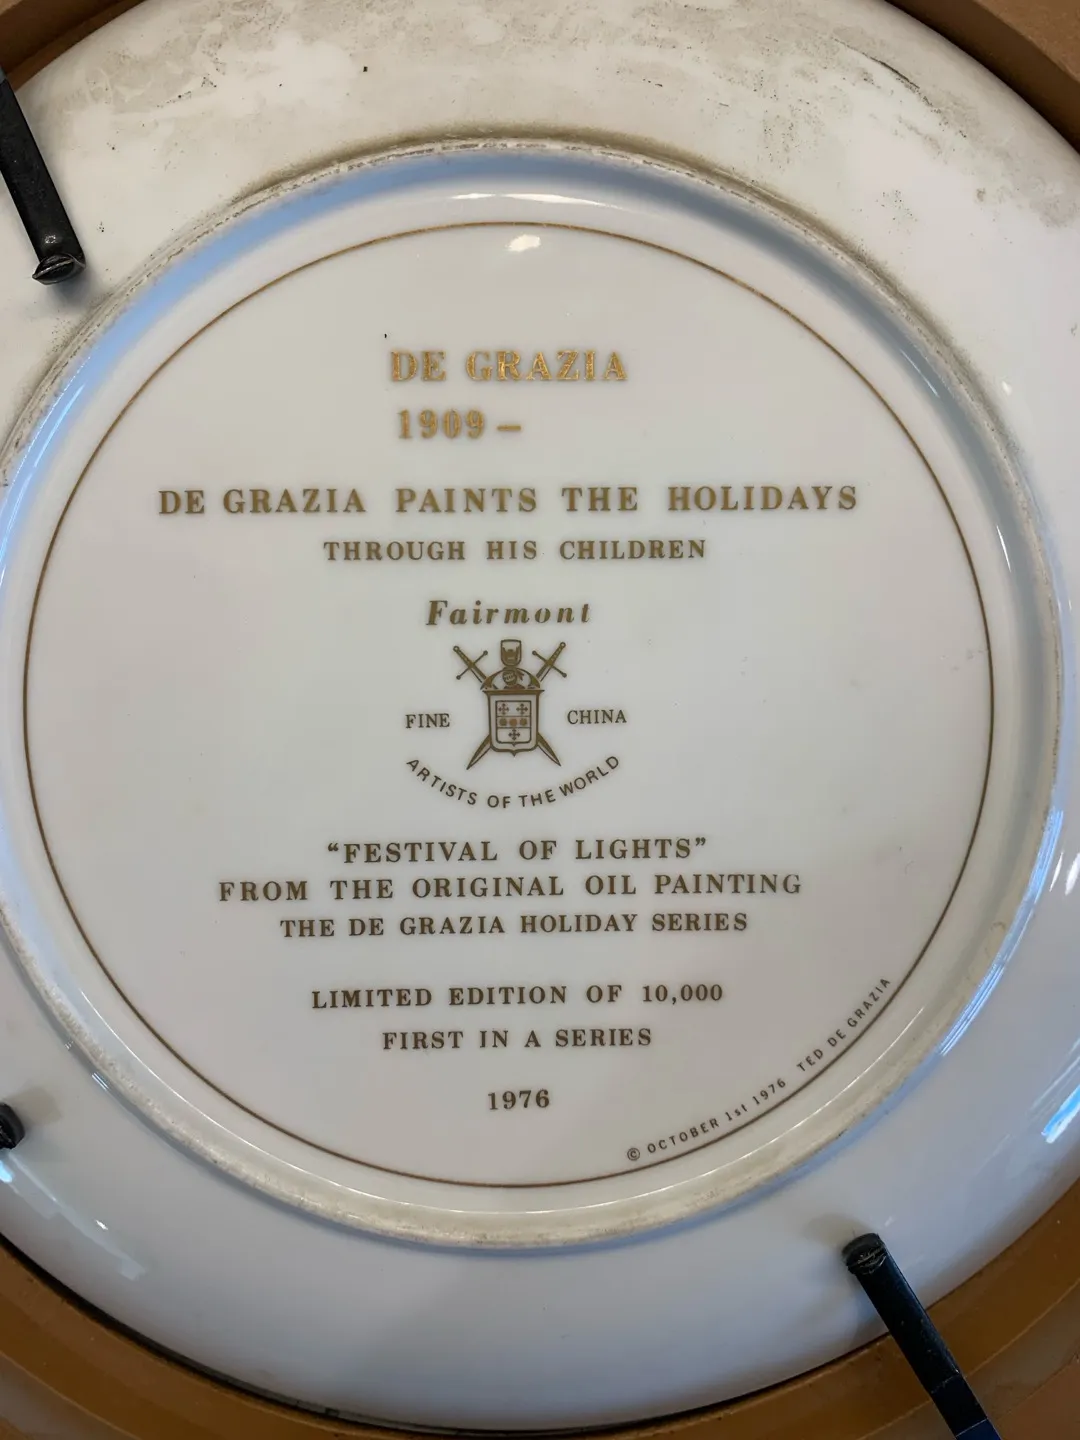 DE GRAZIA
1909 –
DE GRAZIA PAINTS THE HOLIDAYS
THROUGH HIS CHILDREN
Fairmont
FINE CHINA
ARTISTS OF THE WORLD
“FESTIVAL OF LIGHTS”
FROM THE ORIGINAL OIL PAINTING
THE DE GRAZIA HOLIDAY SERIES
LIMITED EDITION OF 10,000
FIRST IN A SERIES
1976
© OCTOBER 1st 1976 TED DE GRAZIA